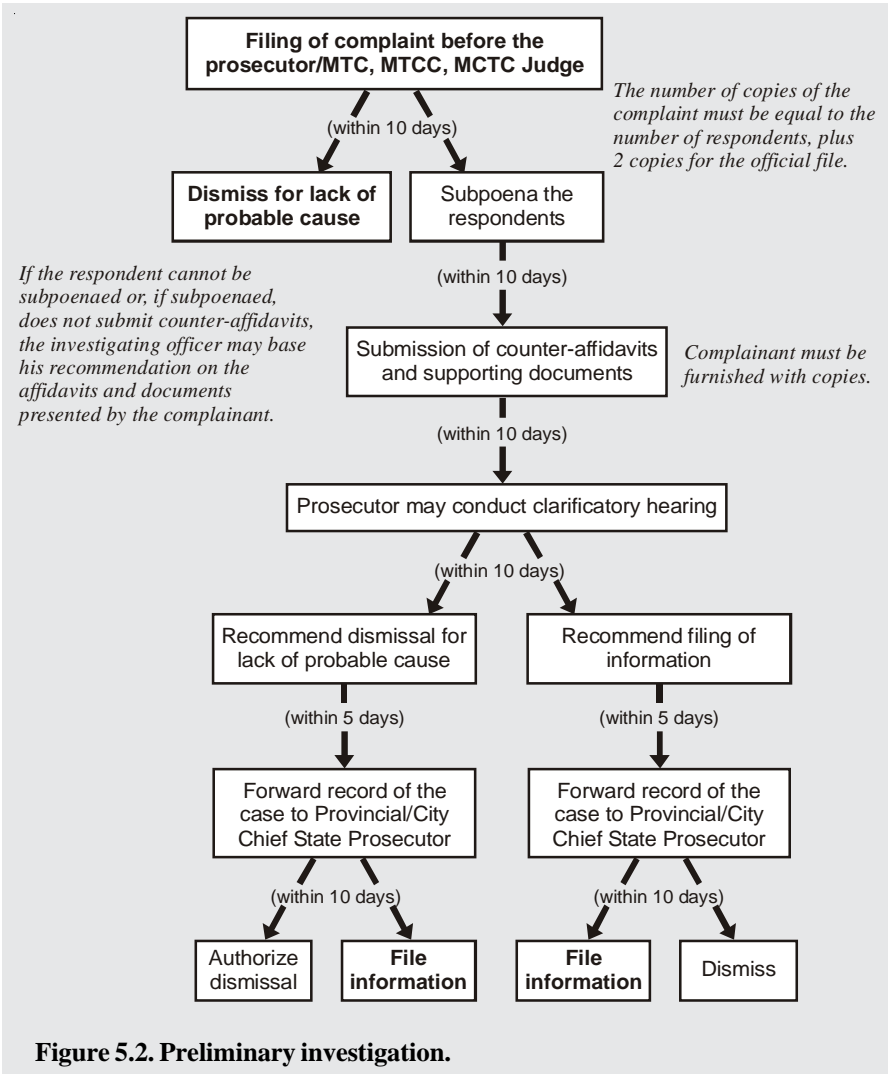 Filing of complaint before the
prosecutor/MTC, MTCC, MCTC Judge
The number of copies of the
complaint must be equal to the
number of respondents, plus
2 copies for the official file.
(within 10 days)
Dismiss for lack of
probable cause
Subpoena the
respondents
If the respondent cannot be
subpoenaed or, if subpoenaed,
does not submit counter-affidavits,
the investigating officer may base
his recommendation on the
affidavits and documents
presented by the complainant.
(within 10 days)
Submission of counter-affidavits
and supporting documents
Complainant must be
furnished with copies.
(within 10 days)
Prosecutor may conduct clarificatory hearing
(within 10 days)
Recommend dismissal for
lack of probable cause
Recommend filing of
information
(within 5 days)
(within 5 days)
Forward record of the
case to Provincial/City
Chief State Prosecutor
Forward record of the
case to Provincial/City
Chief State Prosecutor
(within 10 days)
(within 10 days)
Authorize
dismissal
File
information
File
information
Dismiss
Figure 5.2. Preliminary investigation.